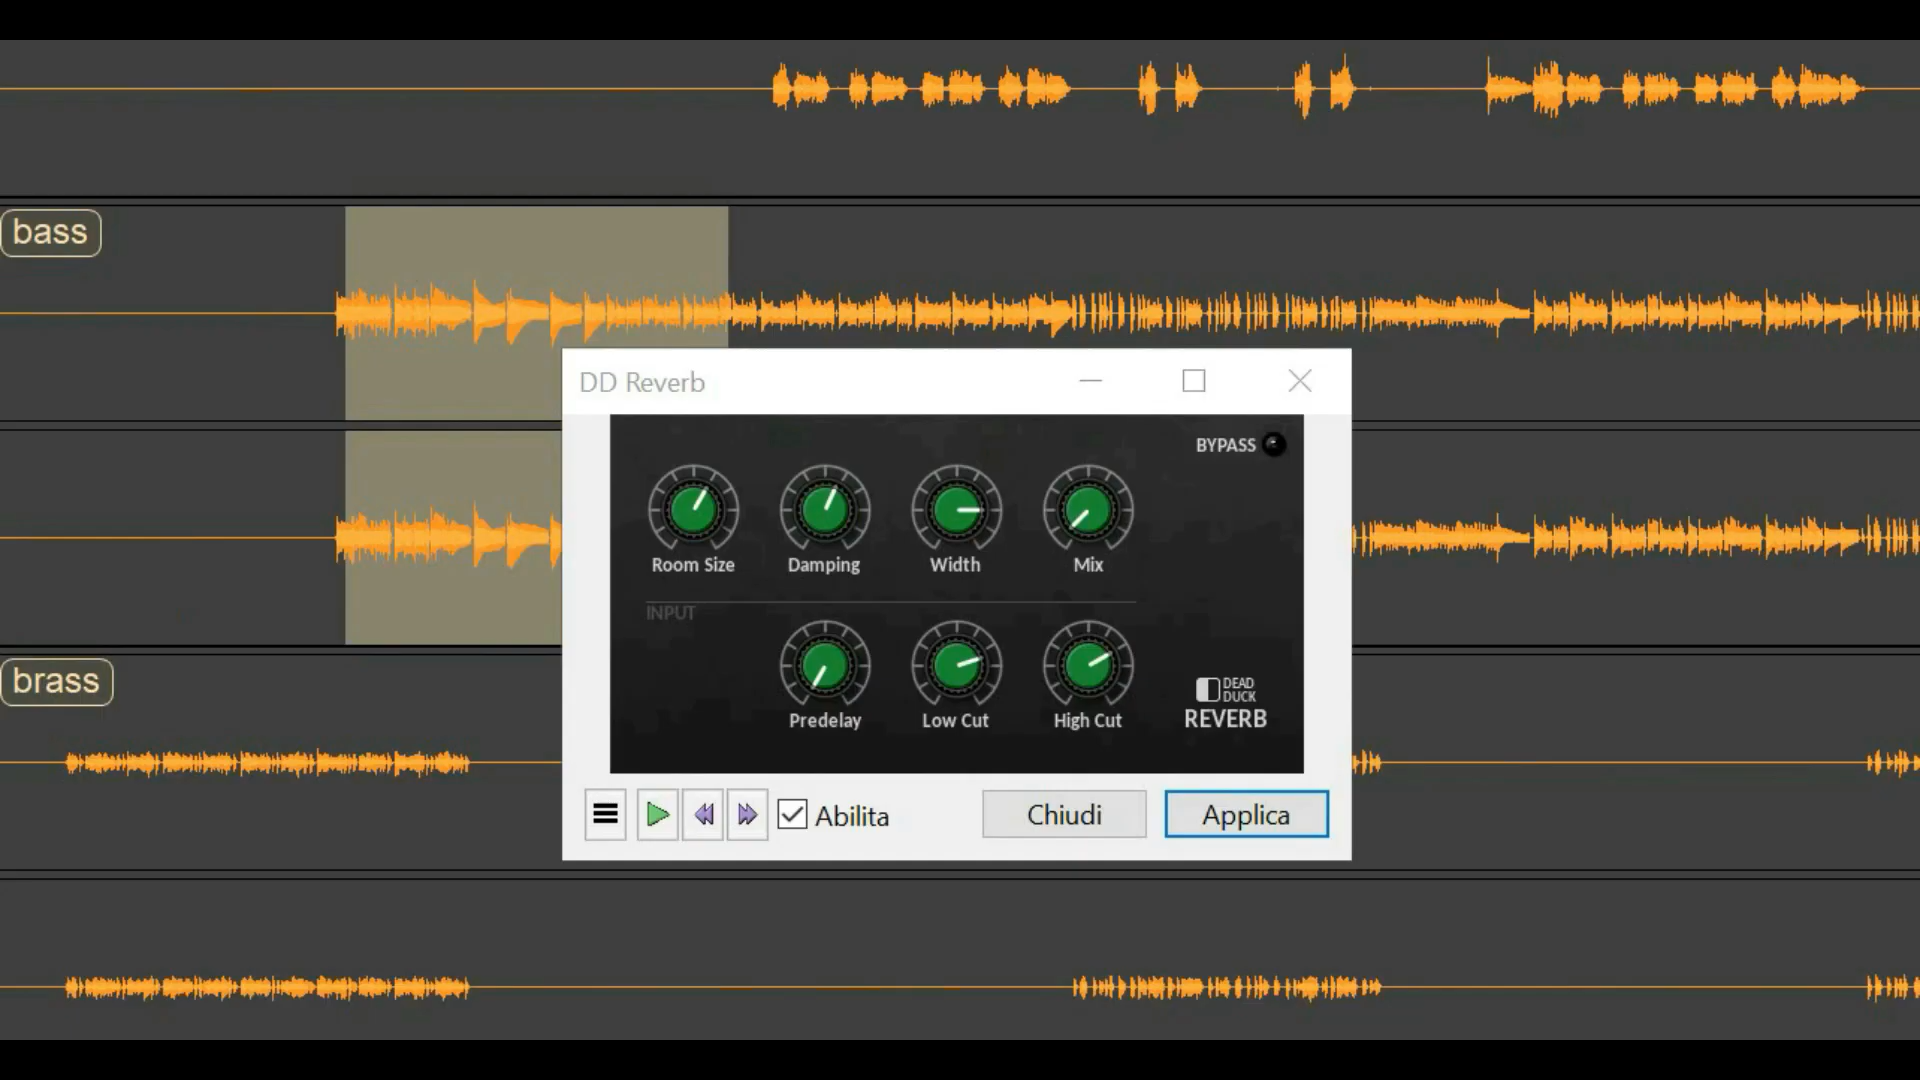 bass
DD Reverb
BYPASS
Room Size
Damping
Width
Mix
INPUT
Predelay
Low Cut
High Cut
DEAD
DUCK
REVERB
brass
Abilita
Chiudi
Applica